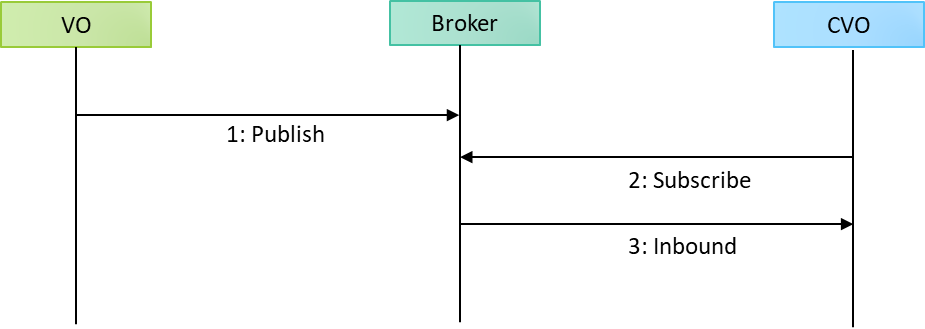 VO
Broker
CVO
1: Publish
2: Subscribe
3: Inbound